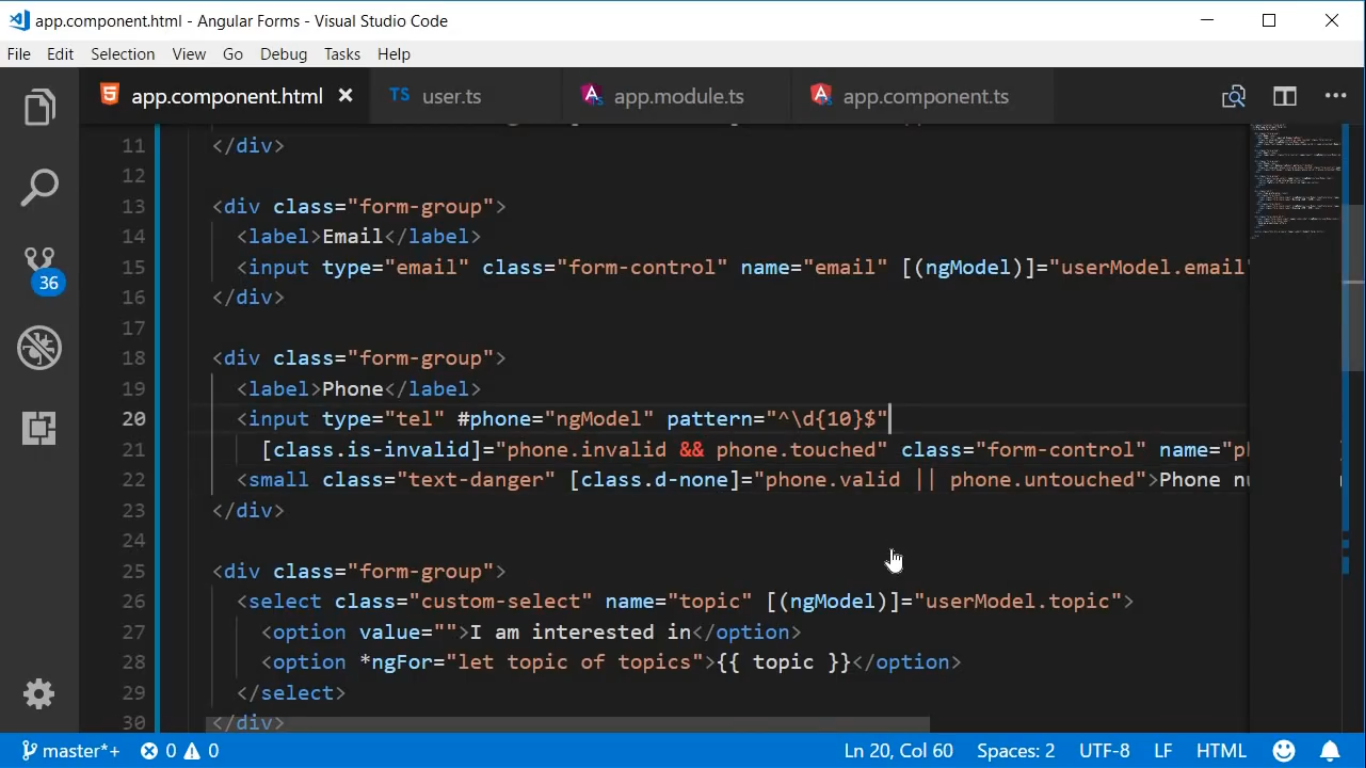 app.component.html - Angular Forms - Visual Studio Code
File Edit Selection View Go Debug Tasks Help
app.component.html TS user.ts app.module.ts app.component.ts
11 </div>
12
13 <div class="form-group">
14 <label>Email</label>
15 <input type="email" class="form-control" name="email" [(ngModel)]="userModel.email"
16 </div>
17
18 <div class="form-group">
19 <label>Phone</label>
20 <input type="tel" #phone="ngModel" pattern="^\d{10}$"
21 [class.is-invalid]="phone.invalid && phone.touched" class="form-control" name="ph
22 <small class="text-danger" [class.d-none]="phone.valid || phone.untouched">Phone nu
23 </div>
24
25 <div class="form-group">
26 <select class="custom-select" name="topic" [(ngModel)]="userModel.topic">
27 <option value="">I am interested in</option>
28 <option *ngFor="let topic of topics">{{ topic }}</option>
29 </select>
30 </div>
36
master*+ 0 0 Ln 20, Col 60 Spaces: 2 UTF-8 LF HTML